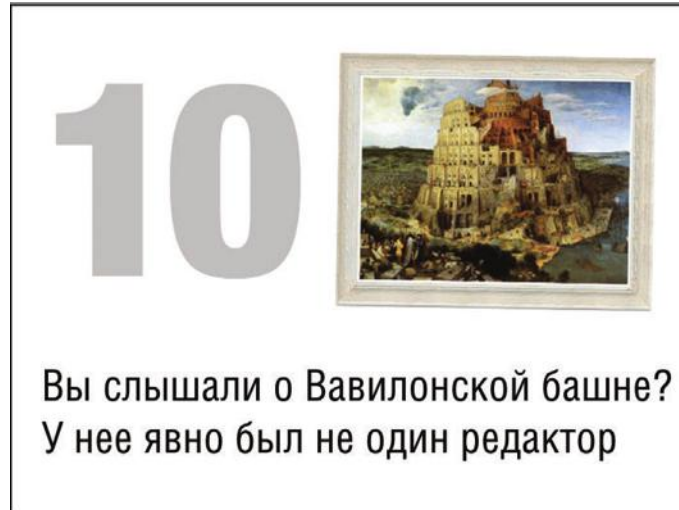 10
Вы слышали о Вавилонской башне?
У нее явно был не один редактор